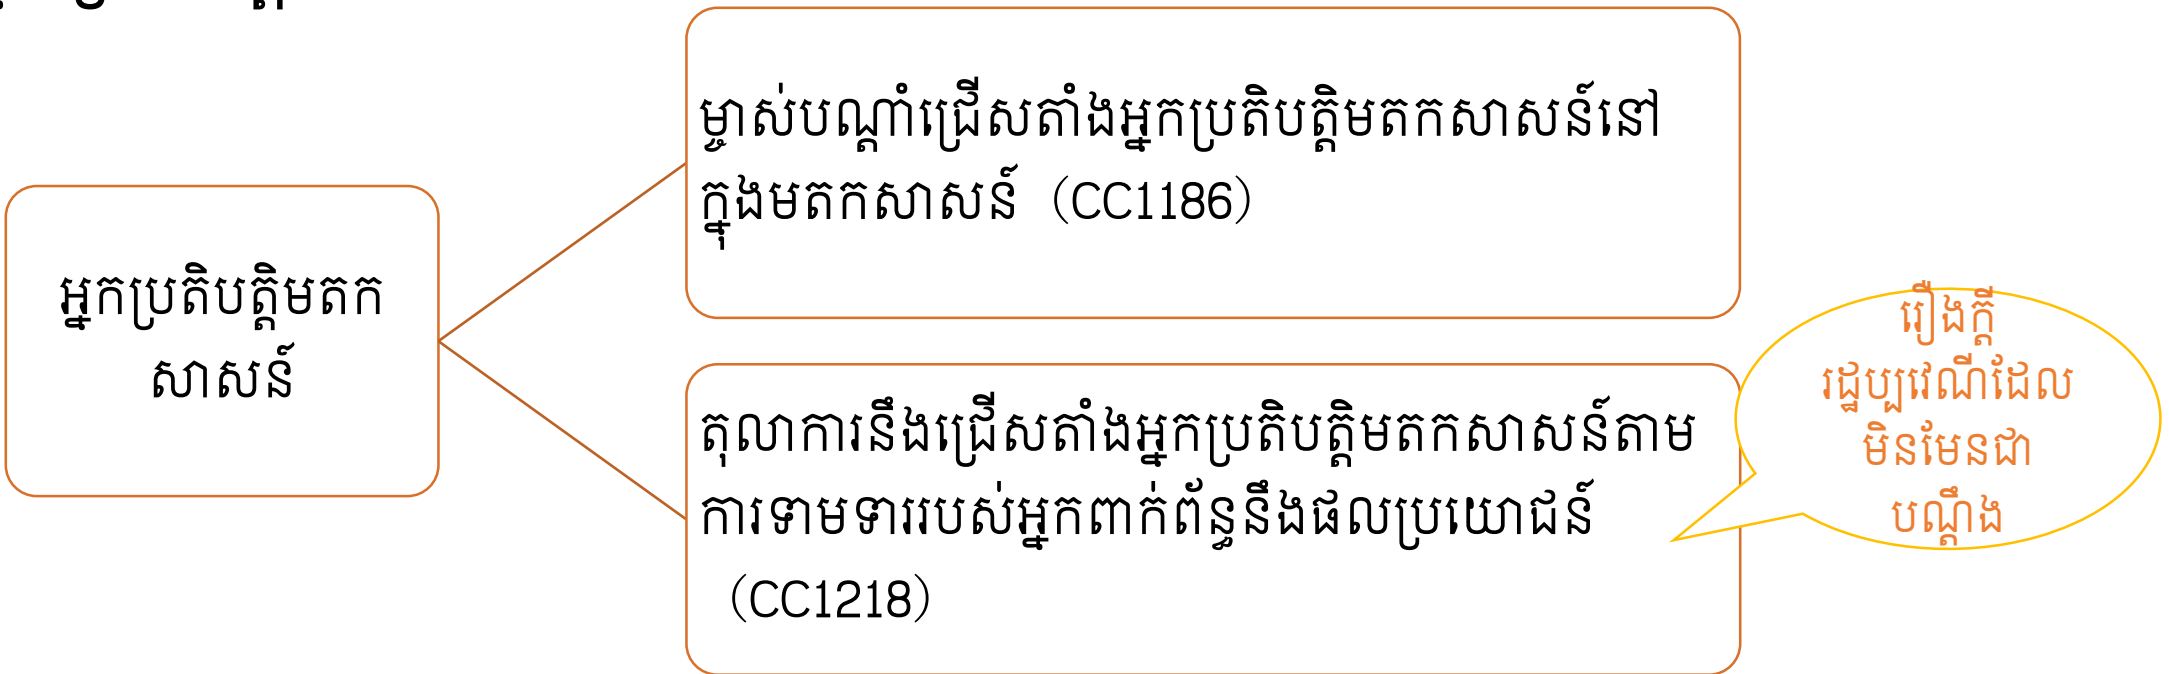 អ្នកប្រតិបត្តិមតក
សាសន៍
ម្ចាស់បណ្ដាំជ្រើសតាំងអ្នកប្រតិបត្តិមតកសាសន៍នៅ
ក្នុងមតកសាសន៍（CC1186）
តុលាការនឹងជ្រើសតាំងអ្នកប្រតិបត្តិមតកសាសន៍តាម
ការទាមទាររបស់អ្នកពាក់ព័ន្ធនឹងផលប្រយោជន៍
（CC1218）
រឿងក្ដី
រដ្ឋប្បវេណីដែល
មិនមែនជា
បណ្ដឹង